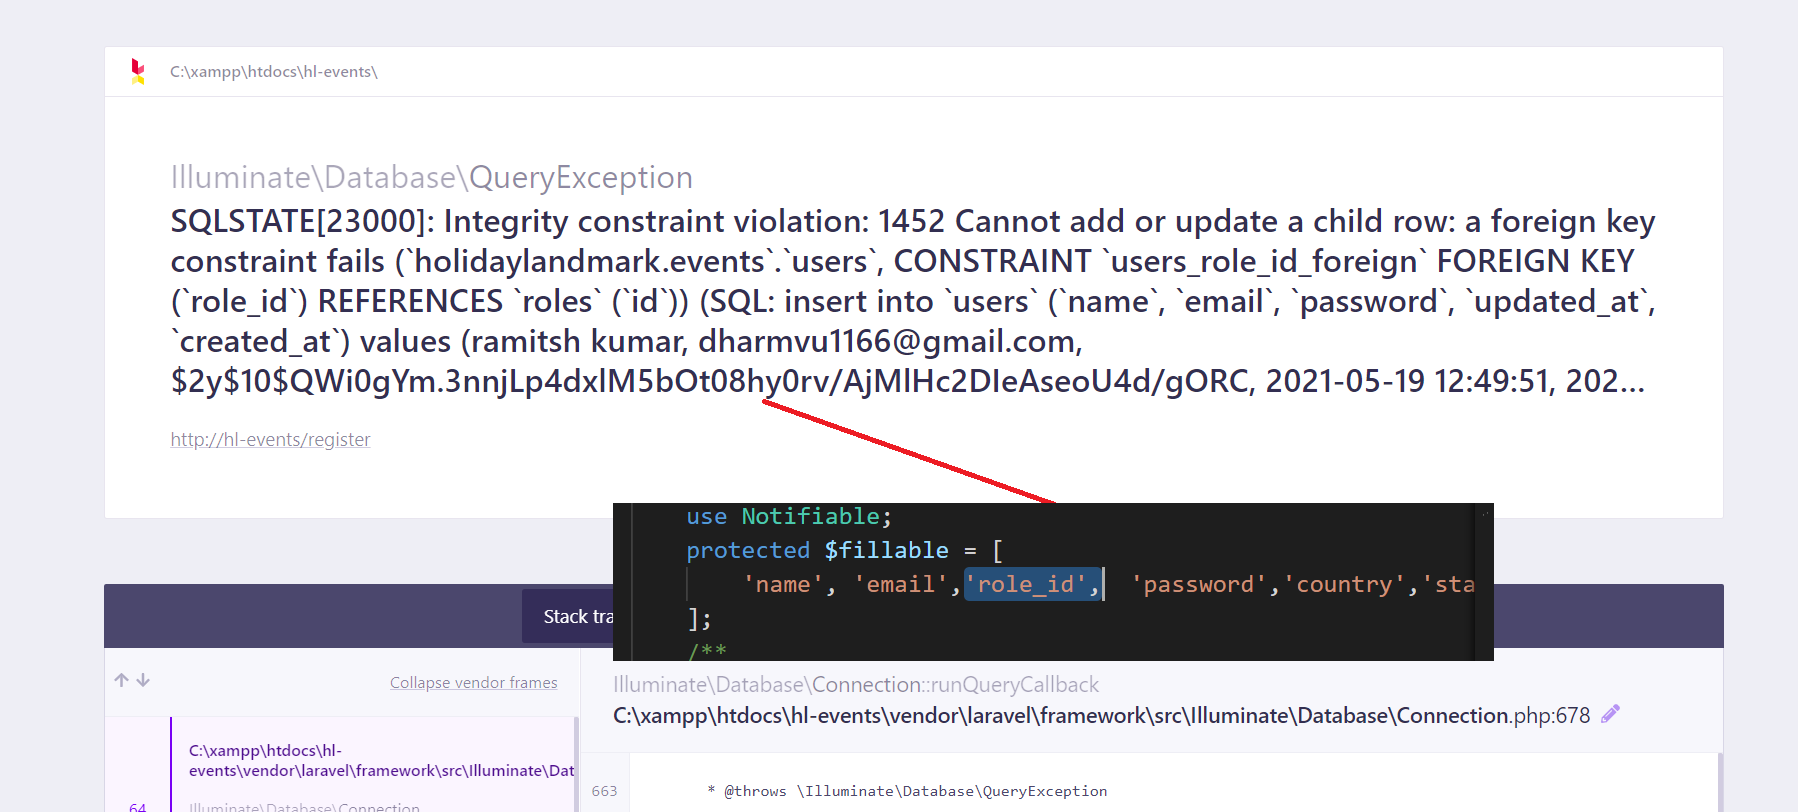 C:\xampp\htdocs\hl-events\
Illuminate\Database\QueryException
SQLSTATE[23000]: Integrity constraint violation: 1452 Cannot add or update a child row: a foreign key
constraint fails (`holidaylandmark.events`.`users`, CONSTRAINT `users_role_id_foreign` FOREIGN KEY
(`role_id`) REFERENCES `roles` (`id`)) (SQL: insert into `users` (`name`, `email`, `password`, `updated_at`,
`created_at`) values (ramitsh kumar, dharmvu1166@gmail.com,
$2y$10$QWi0gYm.3nnjLp4dxlM5bOt08hy0rv/AjMlHc2DIeAseoU4d/gORC, 2021-05-19 12:49:51, 202...
http://hl-events/register
use Notifiable;
protected $fillable = [
'name', 'email','role_id', 'password','country','sta
];
/**
Stack tra
Collapse vendor frames
Illuminate\Database\Connection::runQueryCallback
C:\xampp\htdocs\hl-events\vendor\laravel\framework\src\Illuminate\Database\Connection.php:678
C:\xampp\htdocs\hl-
events\vendor\laravel\framework\src\Illuminate\Dat
64
Illuminate\Database\Connection
663 * @throws \Illuminate\Database\QueryException